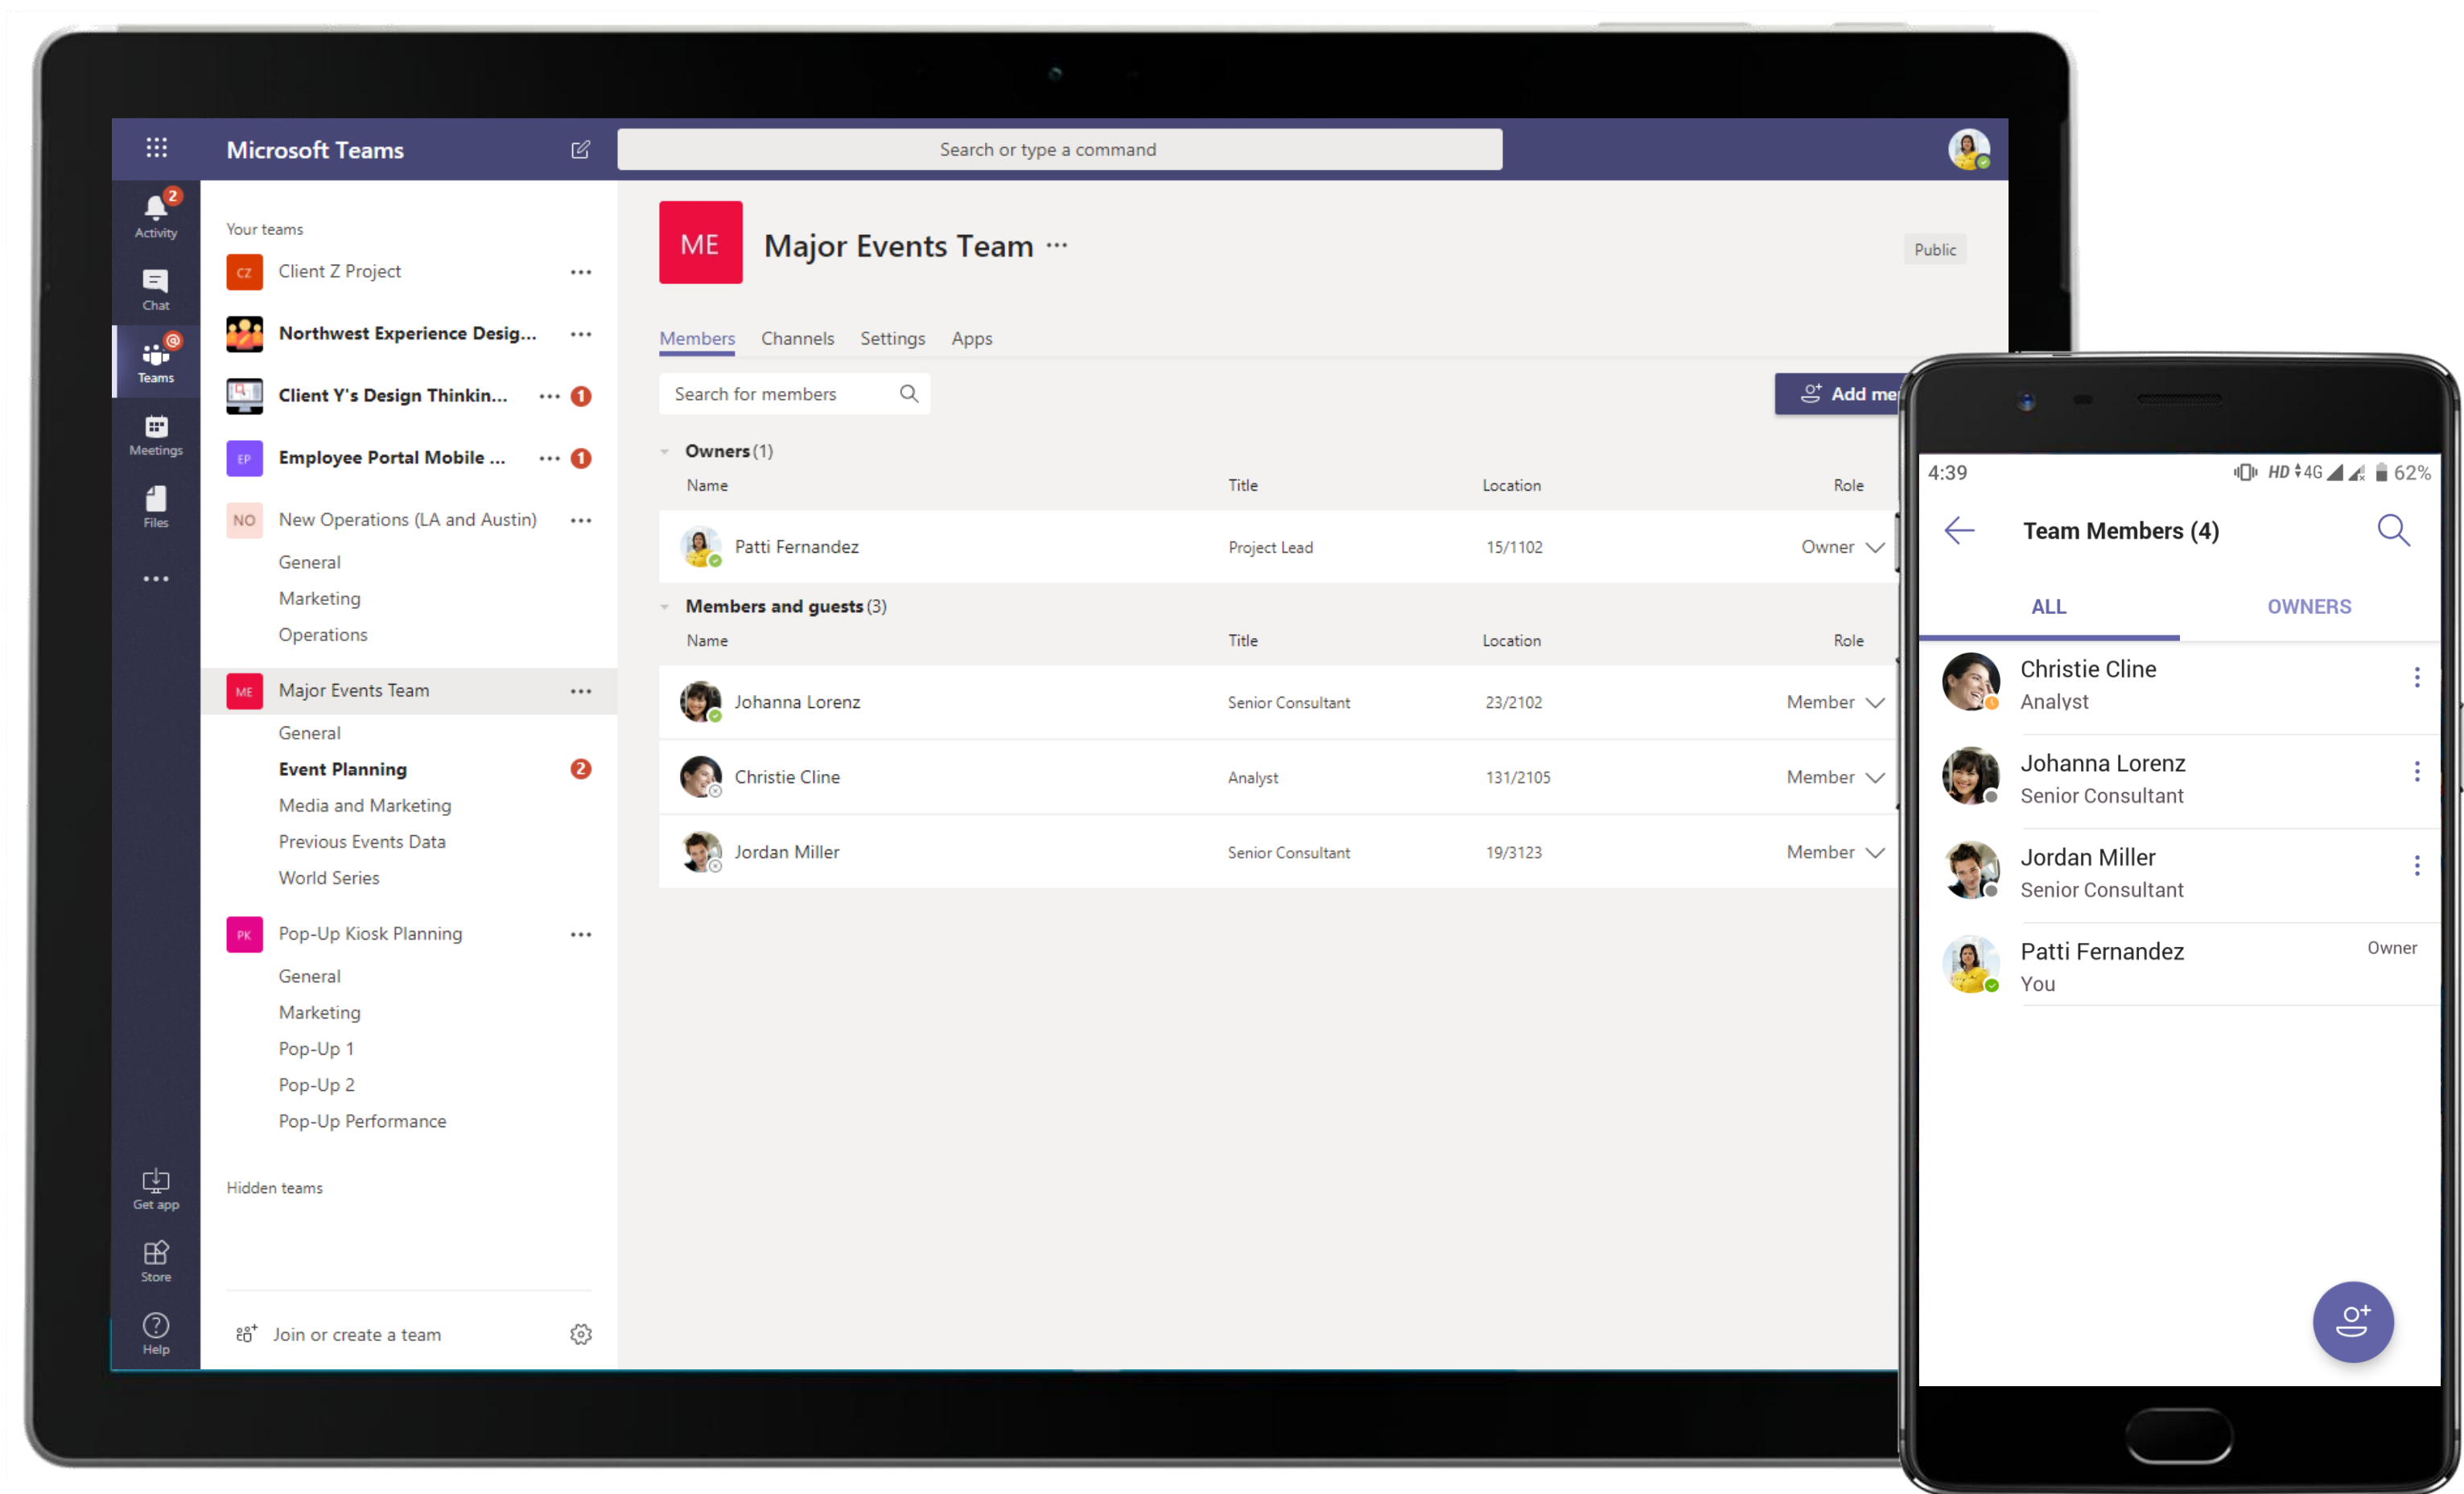 Microsoft Teams
Search or type a command
2
Activity
Chat
@
Teams
Meetings
Files
Get app
Store
Help
Your teams
CZ Client Z Project
Northwest Experience Desig...
Client Y's Design Thinkin... 1
EP Employee Portal Mobile ... 1
NO New Operations (LA and Austin)
General
Marketing
Operations
ME Major Events Team
General
Event Planning 2
Media and Marketing
Previous Events Data
World Series
PK Pop-Up Kiosk Planning
General
Marketing
Pop-Up 1
Pop-Up 2
Pop-Up Performance
Hidden teams
Join or create a team
ME Major Events Team
Public
Members Channels Settings Apps
Search for members
Add me
Owners (1)
Name Title Location Role
Patti Fernandez Project Lead 15/1102 Owner
Members and guests (3)
Name Title Location Role
Johanna Lorenz Senior Consultant 23/2102 Member
Christie Cline Analyst 131/2105 Member
Jordan Miller Senior Consultant 19/3123 Member
4:39 HD 4G 62%
Team Members (4)
ALL OWNERS
Christie Cline
Analyst
Johanna Lorenz
Senior Consultant
Jordan Miller
Senior Consultant
Patti Fernandez Owner
You